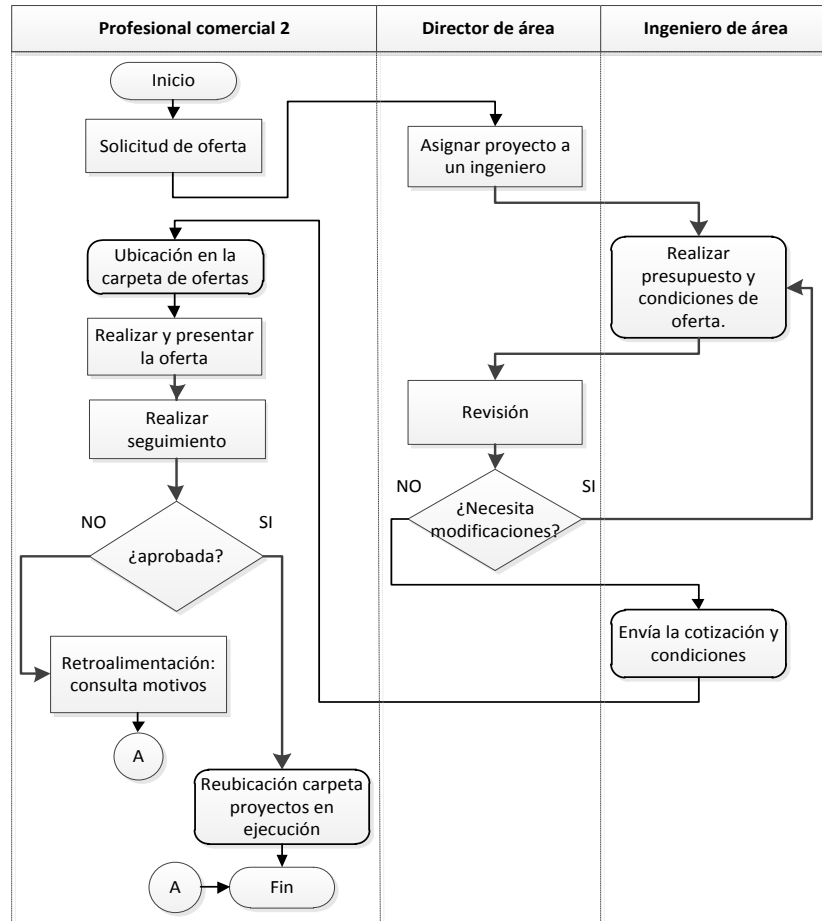 Profesional comercial 2
Director de área
Ingeniero de área
Inicio
Solicitud de oferta
Asignar proyecto a
un ingeniero
Ubicación en la
carpeta de ofertas
Realizar
presupuesto y
condiciones de
oferta.
Realizar y presentar
la oferta
Revisión
Realizar
seguimiento
NO
¿Necesita
modificaciones?
SI
NO
¿aprobada?
SI
Envía la cotización y
condiciones
Retroalimentación:
consulta motivos
A
Reubicación carpeta
proyectos en
ejecución
A
Fin